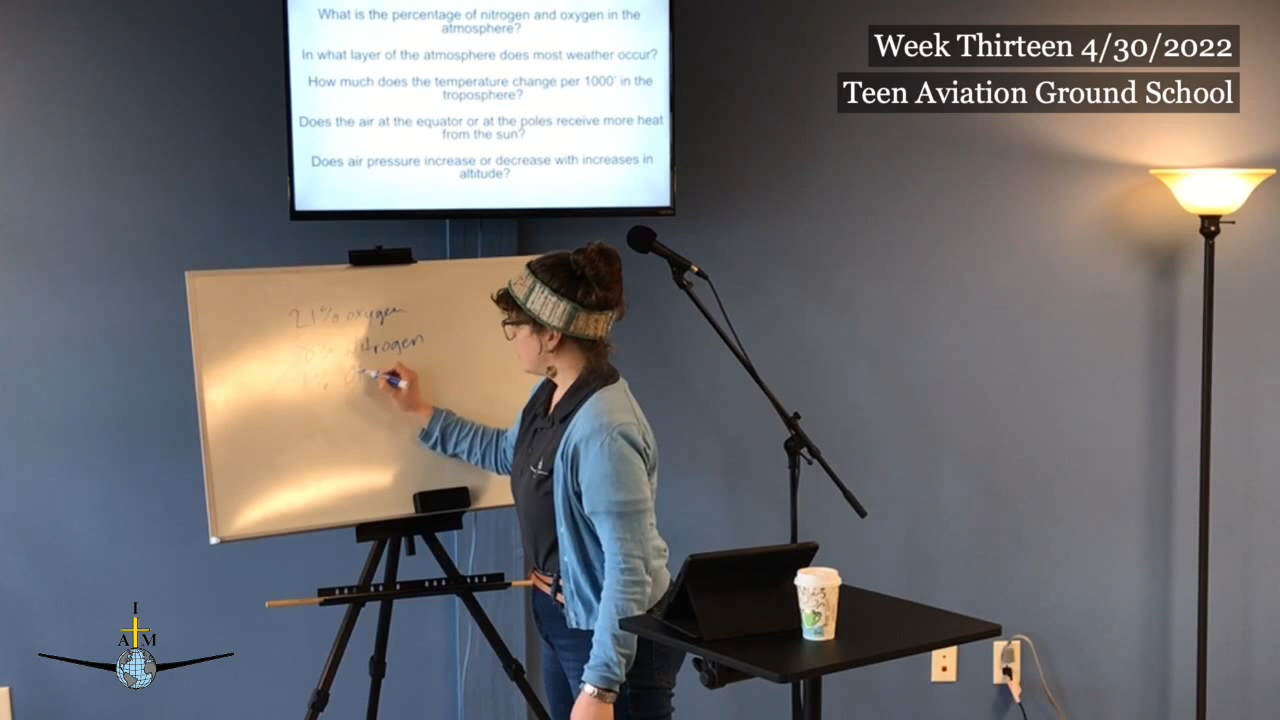 What is the percentage of nitrogen and oxygen in the
atmosphere?
In what layer of the atmosphere does most weather occur?
How much does the temperature change per 1000' in the
troposphere?
Does the air at the equator or at the poles receive more heat
from the sun?
Does air pressure increase or decrease with increases in
altitude?
Week Thirteen 4/30/2022
Teen Aviation Ground School
21% oxygen
Nitrogen
I
A M